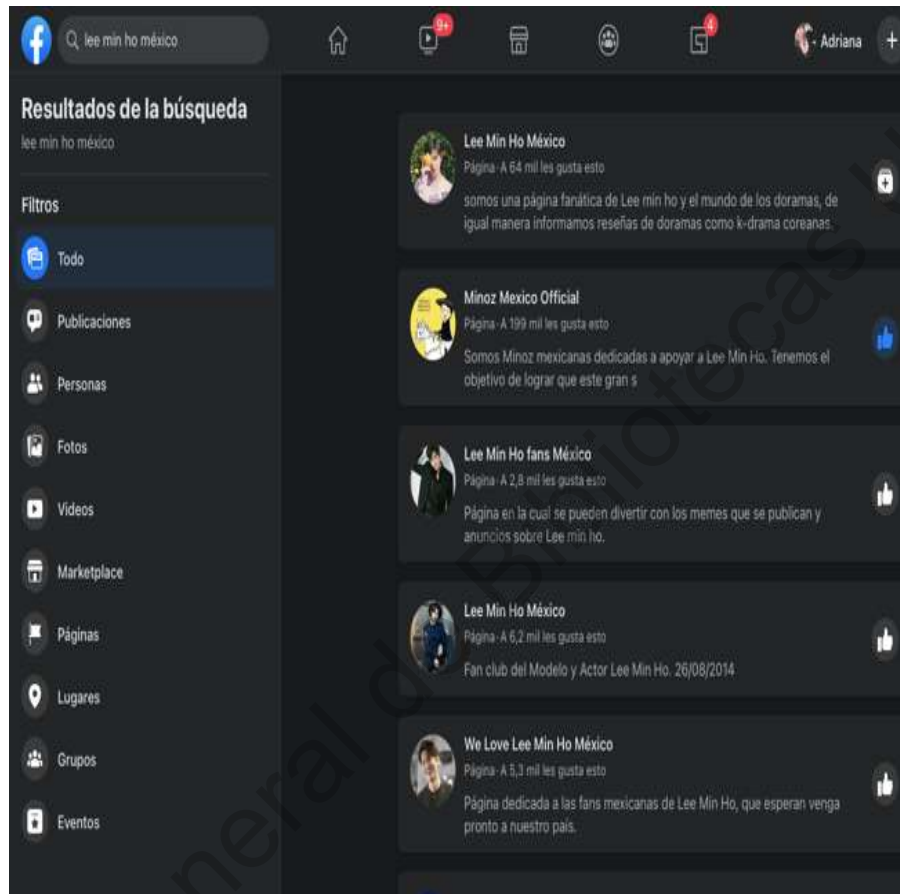 lee min ho méxico
9+
4
Adriana
Resultados de la búsqueda
lee min ho méxico
Filtros
Todo
Publicaciones
Personas
Fotos
Videos
Marketplace
Páginas
Lugares
Grupos
Eventos
Lee Min Ho México
Página · A 64 mil les gusta esto
somos una página fanática de Lee min ho y el mundo de los doramas, de
igual manera informamos reseñas de doramas como k-drama coreanas.
Minoz Mexico Official
Página · A 199 mil les gusta esto
Somos Minoz mexicanas dedicadas a apoyar a Lee Min Ho. Tenemos el
objetivo de lograr que este gran s
Lee Min Ho fans México
Página · A 2,8 mil les gusta esto
Página en la cual se pueden divertir con los memes que se publican y
anuncios sobre Lee min ho.
Lee Min Ho México
Página · A 6,2 mil les gusta esto
Fan club del Modelo y Actor Lee Min Ho. 26/08/2014
We Love Lee Min Ho México
Página · A 5,3 mil les gusta esto
Página dedicada a las fans mexicanas de Lee Min Ho, que esperan venga
pronto a nuestro país.
neral de Bibliotecas U